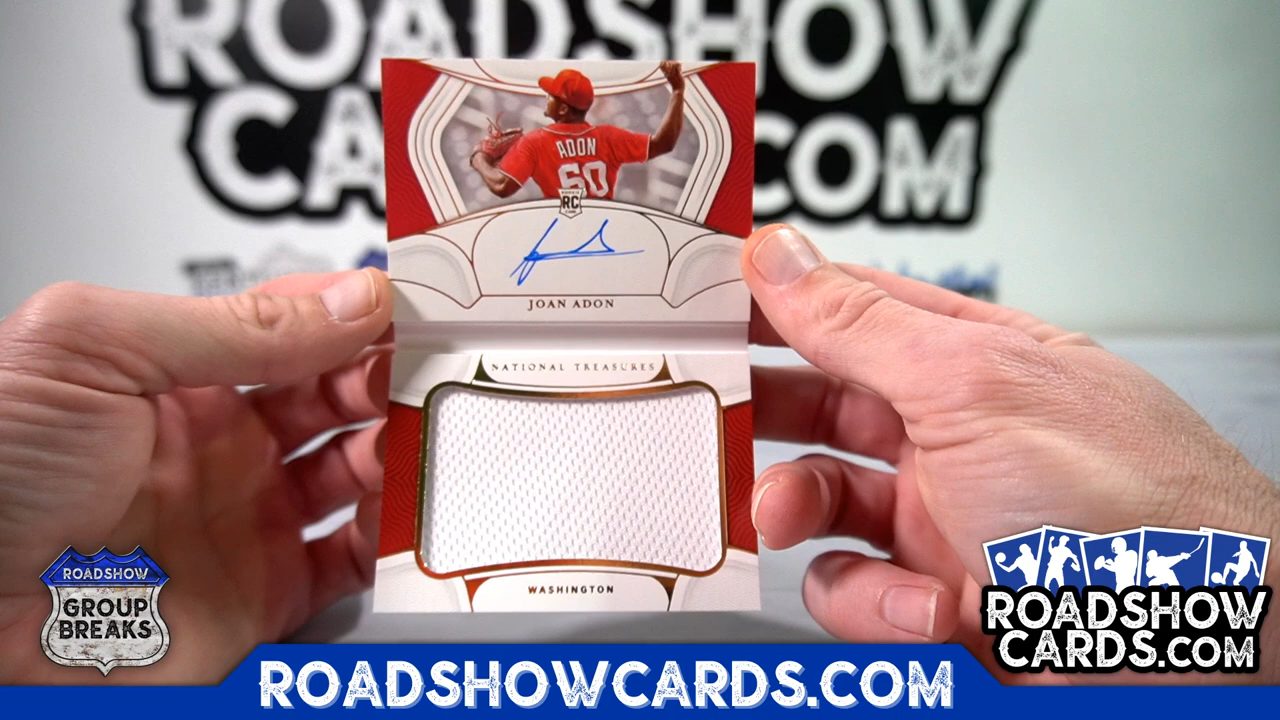 ROADSHOW
CARDS.COM
ADON
60
RC
JOAN ADON
NATIONAL TREASURES
WASHINGTON
ROADSHOW
GROUP
BREAKS
ROADSHOW
CARDS.COM
ROADSHOWCARDS.COM